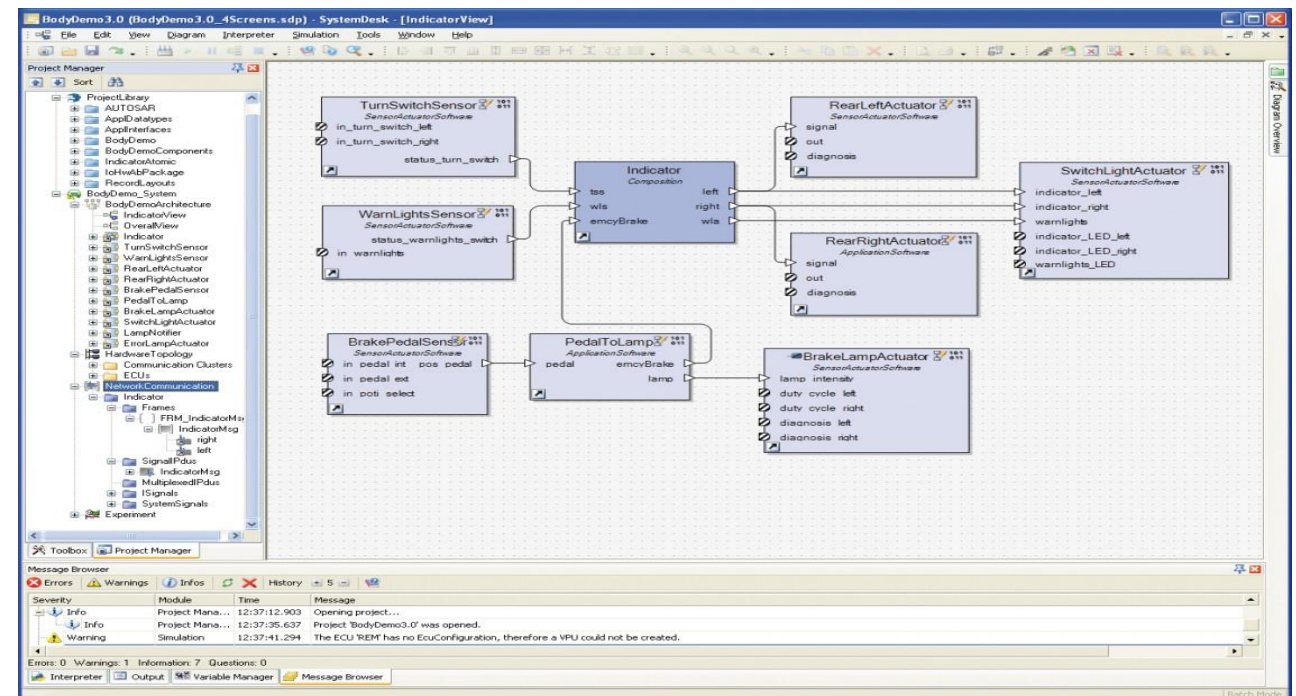 BodyDemo3.0 (BodyDemo3.0_4Screens.sdp) - SystemDesk - [IndicatorView]
File Edit View Diagram Interpreter Simulation Tools Window Help
Project Manager
Sort
ProjectLibrary
AUTOSAR
ApplDatatypes
ApplInterfaces
BodyDemo
BodyDemoComponents
IndicatorAtomic
IoHwAbPackage
RecordLayouts
BodyDemo_System
BodyDemoArchitecture
IndicatorView
OverallView
Indicator
TurnSwitchSensor
WarnLightsSensor
RearLeftActuator
RearRightActuator
BrakePedalSensor
PedalToLamp
BrakeLampActuator
SwitchLightActuator
LampNotifier
ErrorLampActuator
HardwareTopology
Communication Clusters
ECUs
NetworkCommunication
Indicator
Frames
FRM_IndicatorMs
IndicatorMsg
right
left
SignalIPdus
IndicatorMsg
MultiplexedIPdus
ISignals
SystemSignals
Experiment
Toolbox Project Manager
TurnSwitchSensor
SensorActuatorSoftware
in_turn_switch_left
in_turn_switch_right
status_turn_switch
WarnLightsSensor
SensorActuatorSoftware
status_warnlights_switch
in warnlights
Indicator
Composition
tss left
wls right
emcyBrake wla
RearLeftActuator
SensorActuatorSoftware
signal
out
diagnosis
RearRightActuator
ApplicationSoftware
signal
out
diagnosis
SwitchLightActuator
SensorActuatorSoftware
indicator_left
indicator_right
warnlights
indicator_LED_left
indicator_LED_right
warnlights_LED
BrakePedalSensor
SensorActuatorSoftware
in pedal int pos pedal
in pedal ext
in poti select
PedalToLamp
ApplicationSoftware
pedal emcyBrake
lamp
BrakeLampActuator
SensorActuatorSoftware
lamp intensity
duty cycle left
duty cycle right
diagnosis left
diagnosis right
Diagram Overview
Message Browser
Errors Warnings Infos History 5
Severity Module Time Message
Info Project Mana... 12:37:12.903 Opening project...
Info Project Mana... 12:37:35.637 Project 'BodyDemo3.0' was opened.
Warning Simulation 12:37:41.294 The ECU 'REM' has no EcuConfiguration, therefore a VPU could not be created.
Errors: 0 Warnings: 1 Information: 7 Questions: 0
Interpreter Output Variable Manager Message Browser
Batch Mode